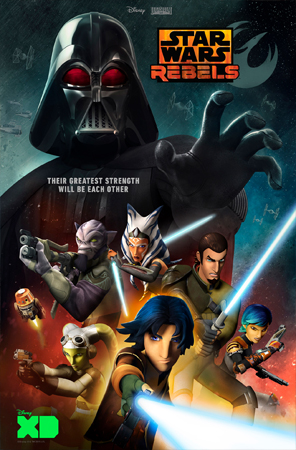 Disney
STAR
WARS
REBELS
THEIR GREATEST STRENGTH
WILL BE EACH OTHER
Disney
XD